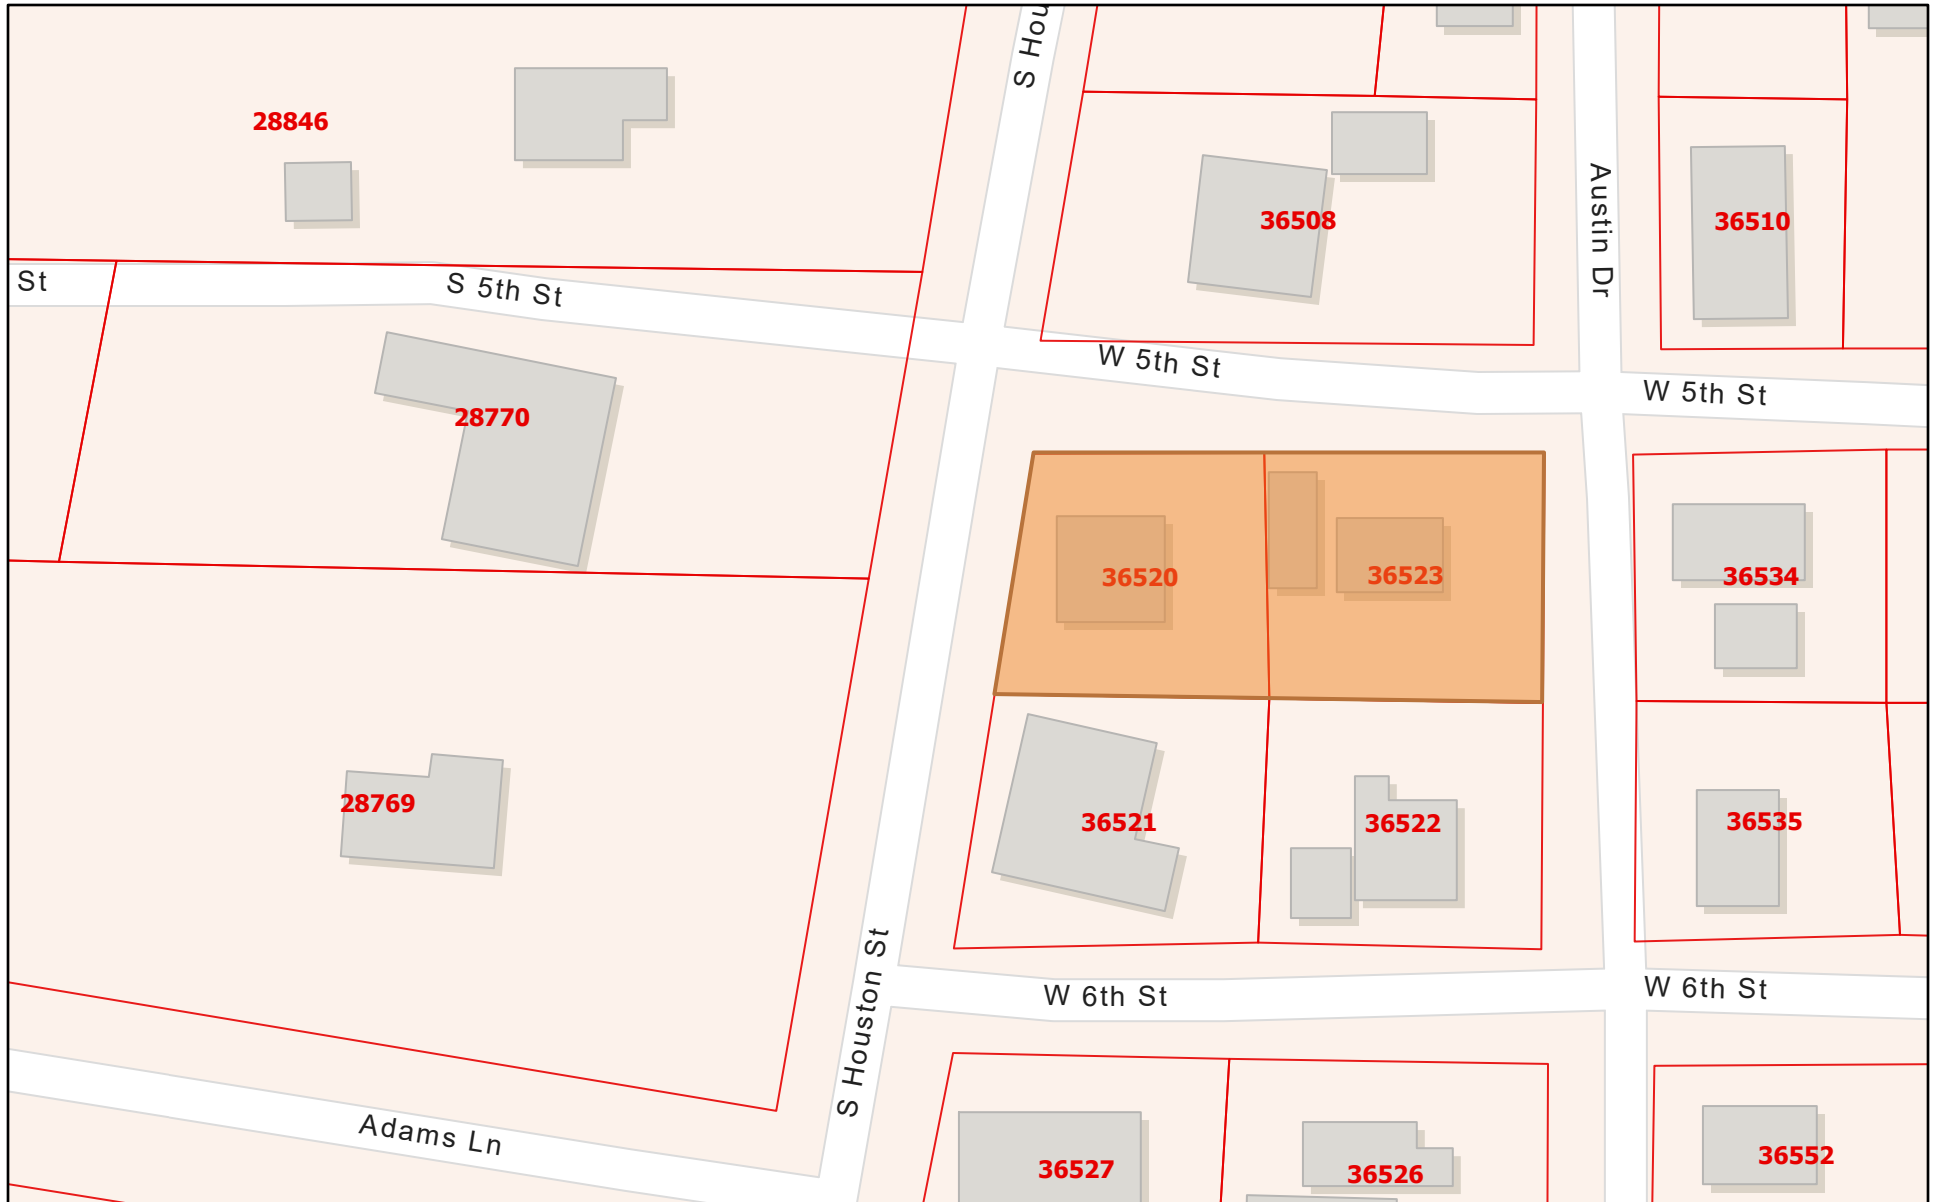 S Hou
28846
36508
36510
Austin Dr
St
S 5th St
W 5th St
W 5th St
28770
36520
36523
36534
28769
36521
36522
36535
S Houston St
W 6th St
W 6th St
Adams Ln
36527
36526
36552